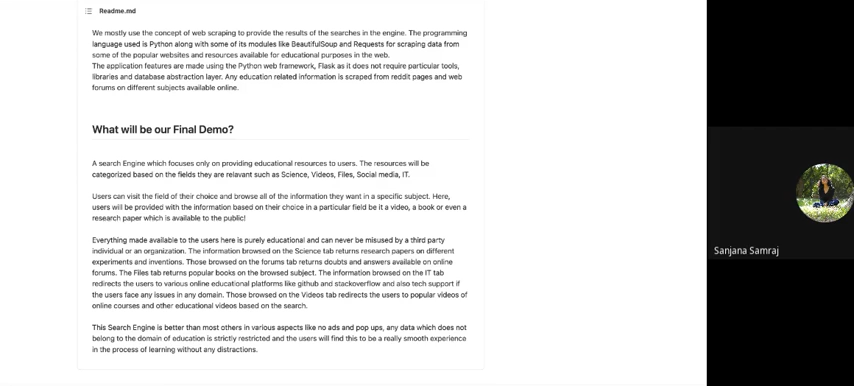 Readme.md
We mostly use the concept of web scraping to provide the results of the searches in the engine. The programming
language used is Python along with some of its modules like BeautifulSoup and Requests for scraping data from
some of the popular websites and resources available for educational purposes in the web.
The application features are made using the Python web framework, Flask as it does not require particular tools,
libraries and database abstraction layer. Any education related information is scraped from reddit pages and web
forums on different subjects available online.
What will be our Final Demo?
A search Engine which focuses only on providing educational resources to users. The resources will be
categorized based on the fields they are relavant such as Science, Videos, Files, Social media, IT.
Users can visit the field of their choice and browse all of the information they want in a specific subject. Here,
users will be provided with the information based on their choice in a particular field be it a video, a book or even a
research paper which is available to the public!
Everything made available to the users here is purely educational and can never be misused by a third party
individual or an organization. The information browsed on the Science tab returns research papers on different
experiments and inventions. Those browsed on the forums tab returns doubts and answers available on online
forums. The Files tab returns popular books on the browsed subject. The information browsed on the IT tab
redirects the users to various online educational platforms like github and stackoverflow and also tech support if
the users face any issues in any domain. Those browsed on the Videos tab redirects the users to popular videos of
online courses and other educational videos based on the search.
This Search Engine is better than most others in various aspects like no ads and pop ups, any data which does not
belong to the domain of education is strictly restricted and the users will find this to be a really smooth experience
in the process of learning without any distractions.
Sanjana Samraj